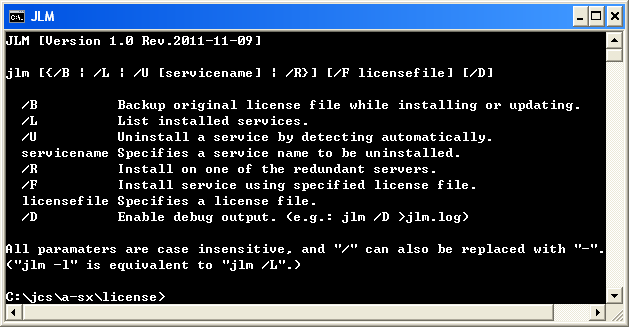 JLM
JLM [Version 1.0 Rev.2011-11-09]
jlm [{/B ¦ /L ¦ /U [servicename] ¦ /R}] [/F licensefile] [/D]
/B Backup original license file while installing or updating.
/L List installed services.
/U Uninstall a service by detecting automatically.
servicename Specifies a service name to be uninstalled.
/R Install on one of the redundant servers.
/F Install service using specified license file.
licensefile Specifies a license file.
/D Enable debug output. (e.g.: jlm /D >jlm.log)
All paramaters are case insensitive, and "/" can also be replaced with "-".
("jlm -l" is equivalent to "jlm /L".)
C:\jcs\a-sx\license>